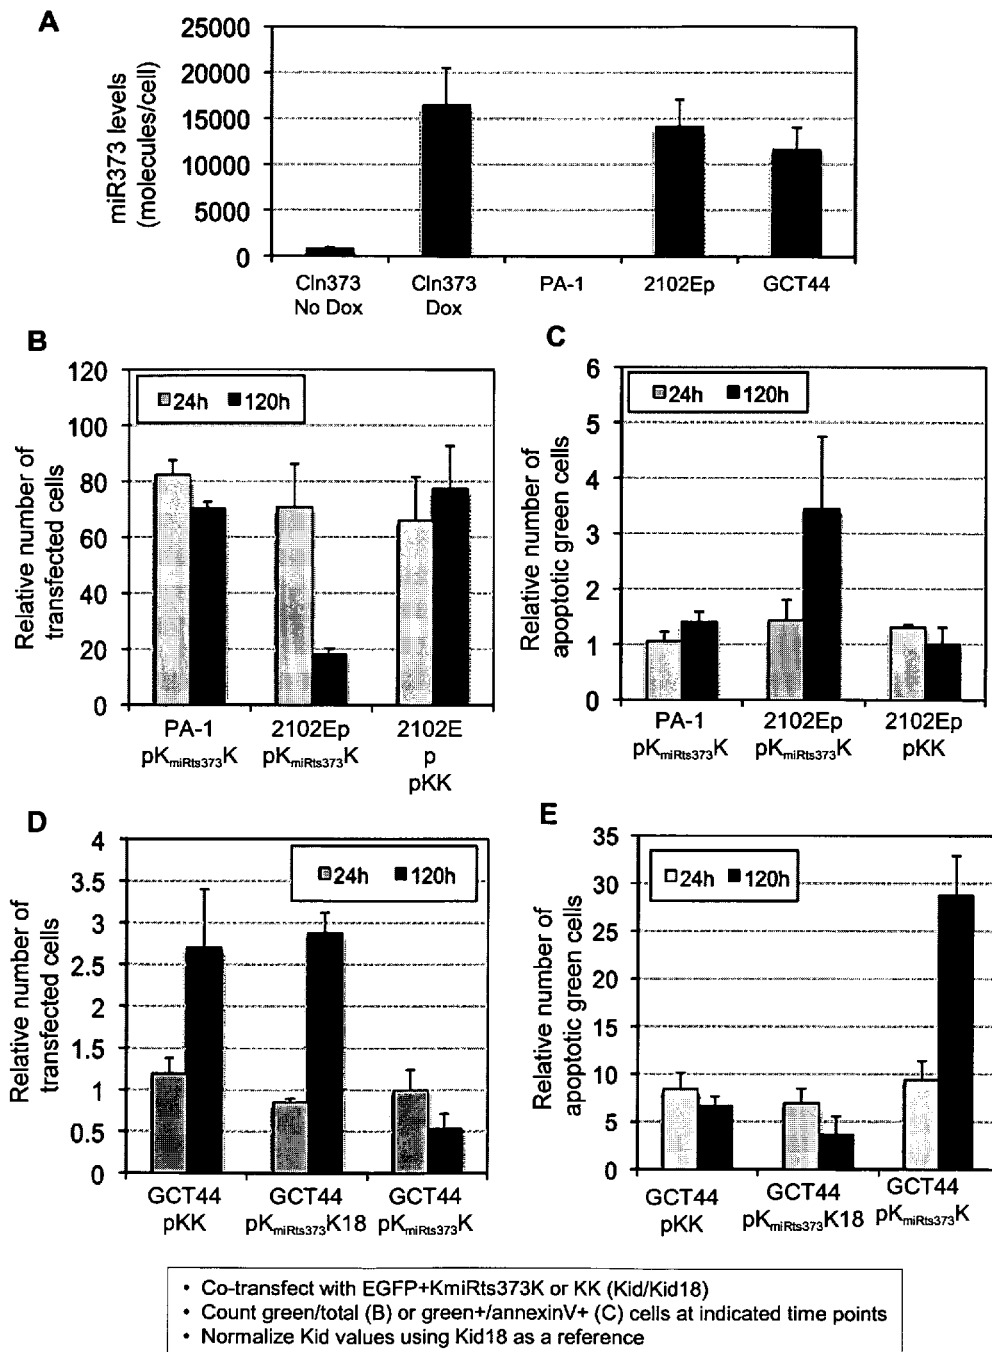 A
25000
20000
15000
10000
5000
0
miR373 levels
(molecules/cell)
Cln373
No Dox
Cln373
Dox
PA-1
2102Ep
GCT44
B
120
100
80
60
40
20
0
Relative number of
transfected cells
24h 120h
PA-1
pKmiRts373K
2102Ep
pKmiRts373K
2102E
p
pKK
C
6
5
4
3
2
1
0
Relative number of
apoptotic green cells
24h 120h
PA-1
pKmiRts373K
2102Ep
pKmiRts373K
2102Ep
pKK
D
4
3.5
3
2.5
2
1.5
1
0.5
0
Relative number of
transfected cells
24h 120h
GCT44
pKK
GCT44
pKmiRts373K18
GCT44
pKmiRts373K
E
35
30
25
20
15
10
5
0
Relative number of
apoptotic green cells
24h 120h
GCT44
pKK
GCT44
pKmiRts373K18
GCT44
pKmiRts373K
• Co-transfect with EGFP+KmiRts373K or KK (Kid/Kid18)
• Count green/total (B) or green+/annexinV+ (C) cells at indicated time points
• Normalize Kid values using Kid18 as a reference